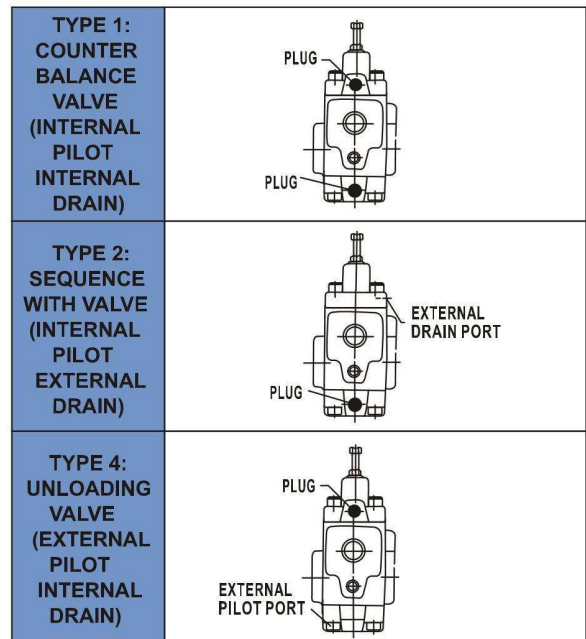 TYPE 1:
COUNTER
BALANCE
VALVE
(INTERNAL
PILOT
INTERNAL
DRAIN)
PLUG
PLUG
TYPE 2:
SEQUENCE
WITH VALVE
(INTERNAL
PILOT
EXTERNAL
DRAIN)
EXTERNAL
DRAIN PORT
PLUG
TYPE 4:
UNLOADING
VALVE
(EXTERNAL
PILOT
INTERNAL
DRAIN)
PLUG
EXTERNAL
PILOT PORT